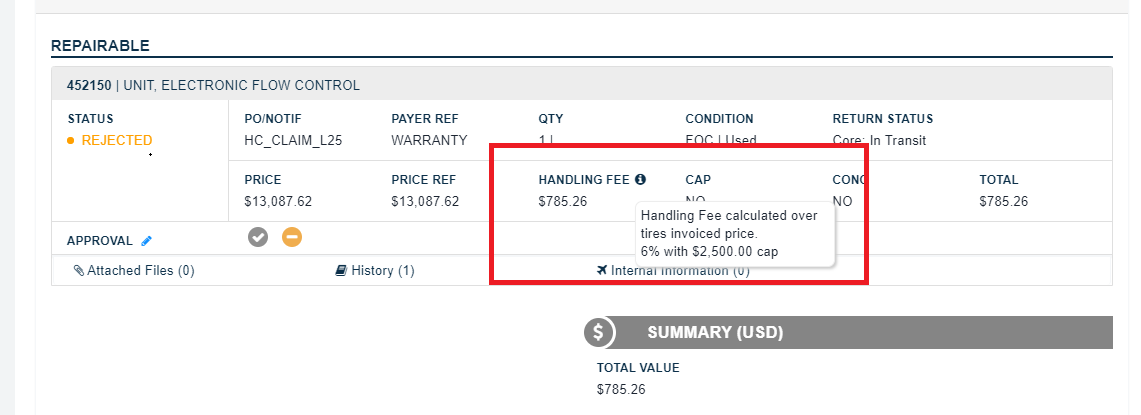 REPAIRABLE
452150 | UNIT, ELECTRONIC FLOW CONTROL
STATUS PO/NOTIF PAYER REF QTY CONDITION RETURN STATUS
REJECTED HC_CLAIM_L25 WARRANTY 1 | EOC | Used Core: In Transit
PRICE PRICE REF HANDLING FEE CAP CONC TOTAL
$13,087.62 $13,087.62 $785.26 NO NO $785.26
Handling Fee calculated over
tires invoiced price.
6% with $2,500.00 cap
APPROVAL
Attached Files (0) History (1) Internal Information (0)
$ SUMMARY (USD)
TOTAL VALUE
$785.26